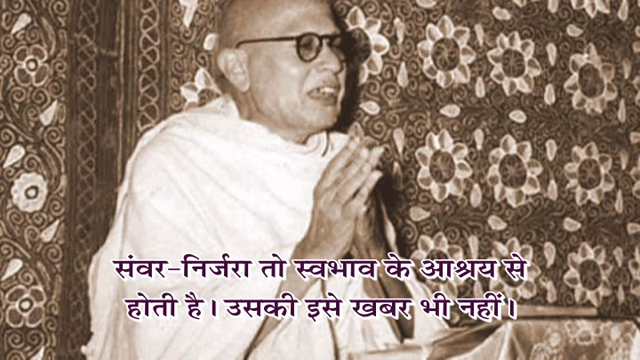 संवर-निर्जरा तो स्वभाव के आश्रय से
होती है। उसकी इसे खबर भी नहीं।